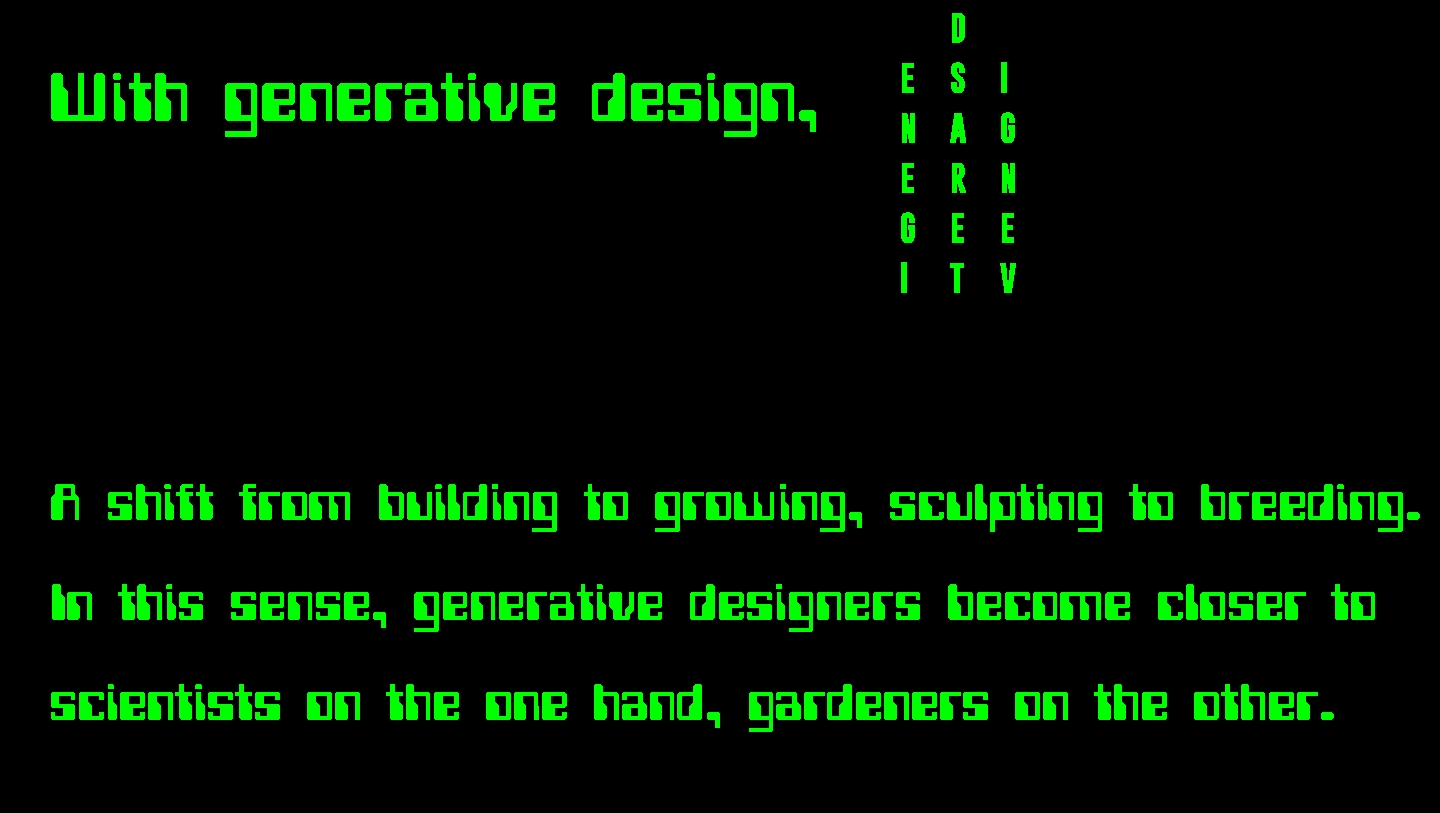 With generative design,
D
E S I
N A G
E R N
G E E
I T V
A shift from building to growing, sculpting to breeding.
In this sense, generative designers become closer to
scientists on the one hand, gardeners on the other.